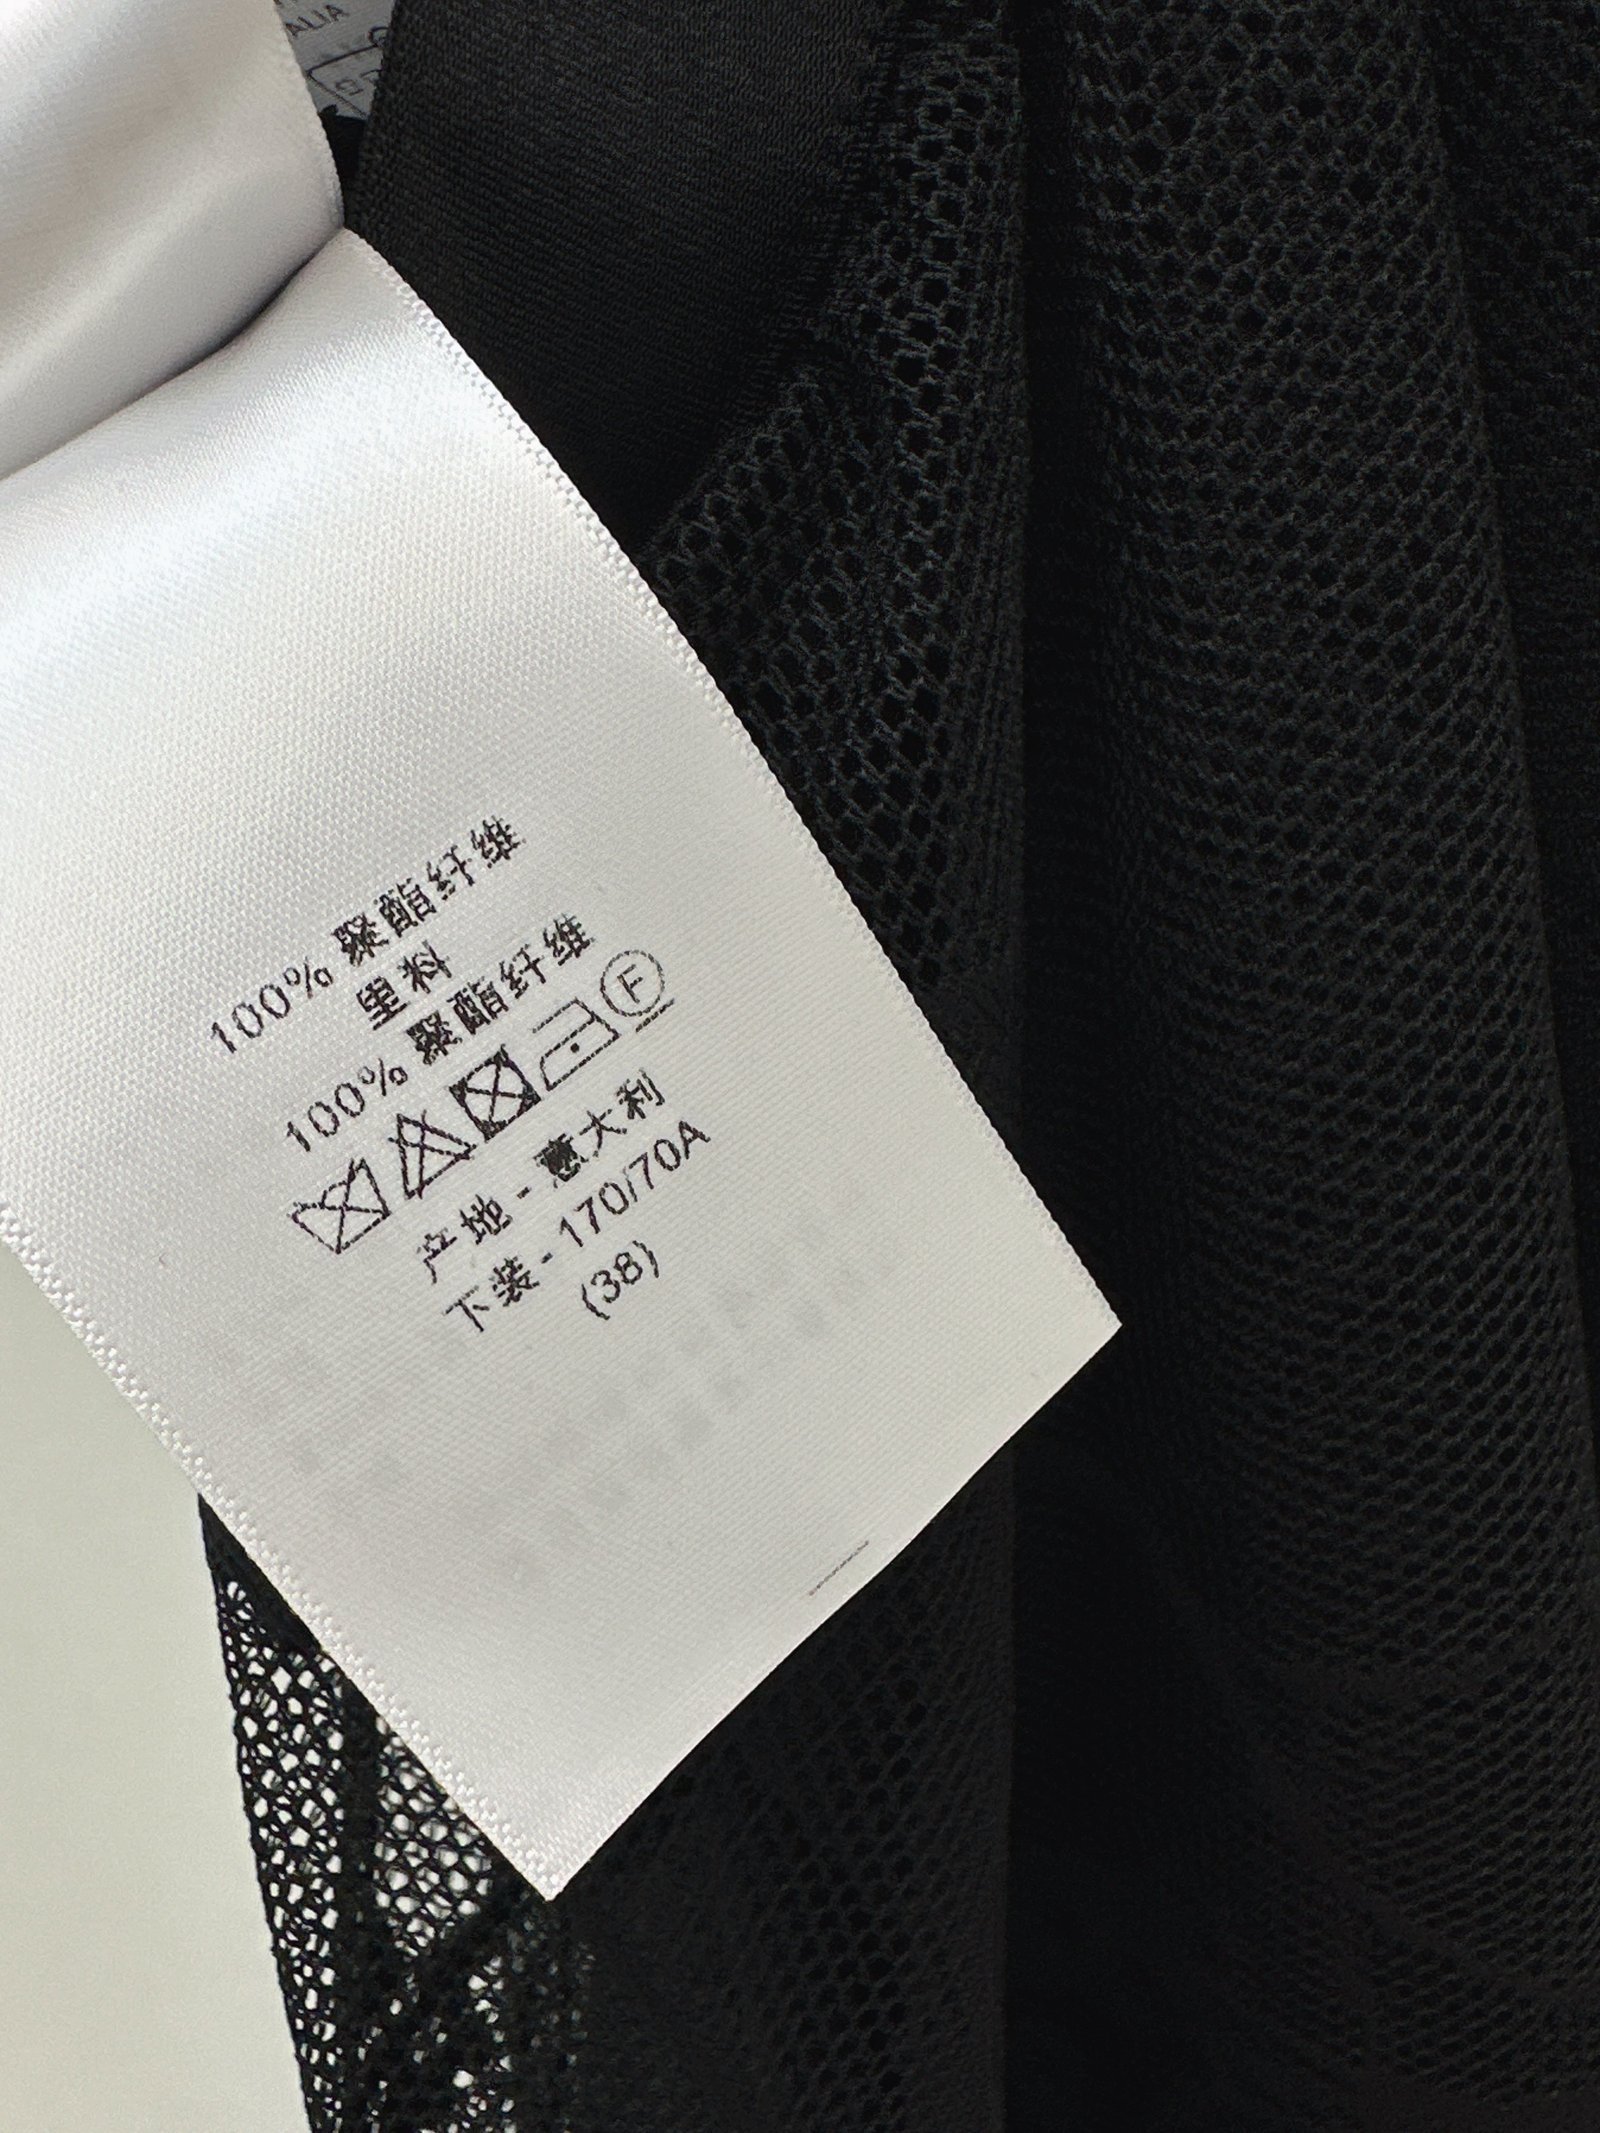 100% 聚酯纤维
里料
100% 聚酯纤维
F
产地 - 意大利
下装 - 170/70A
(38)